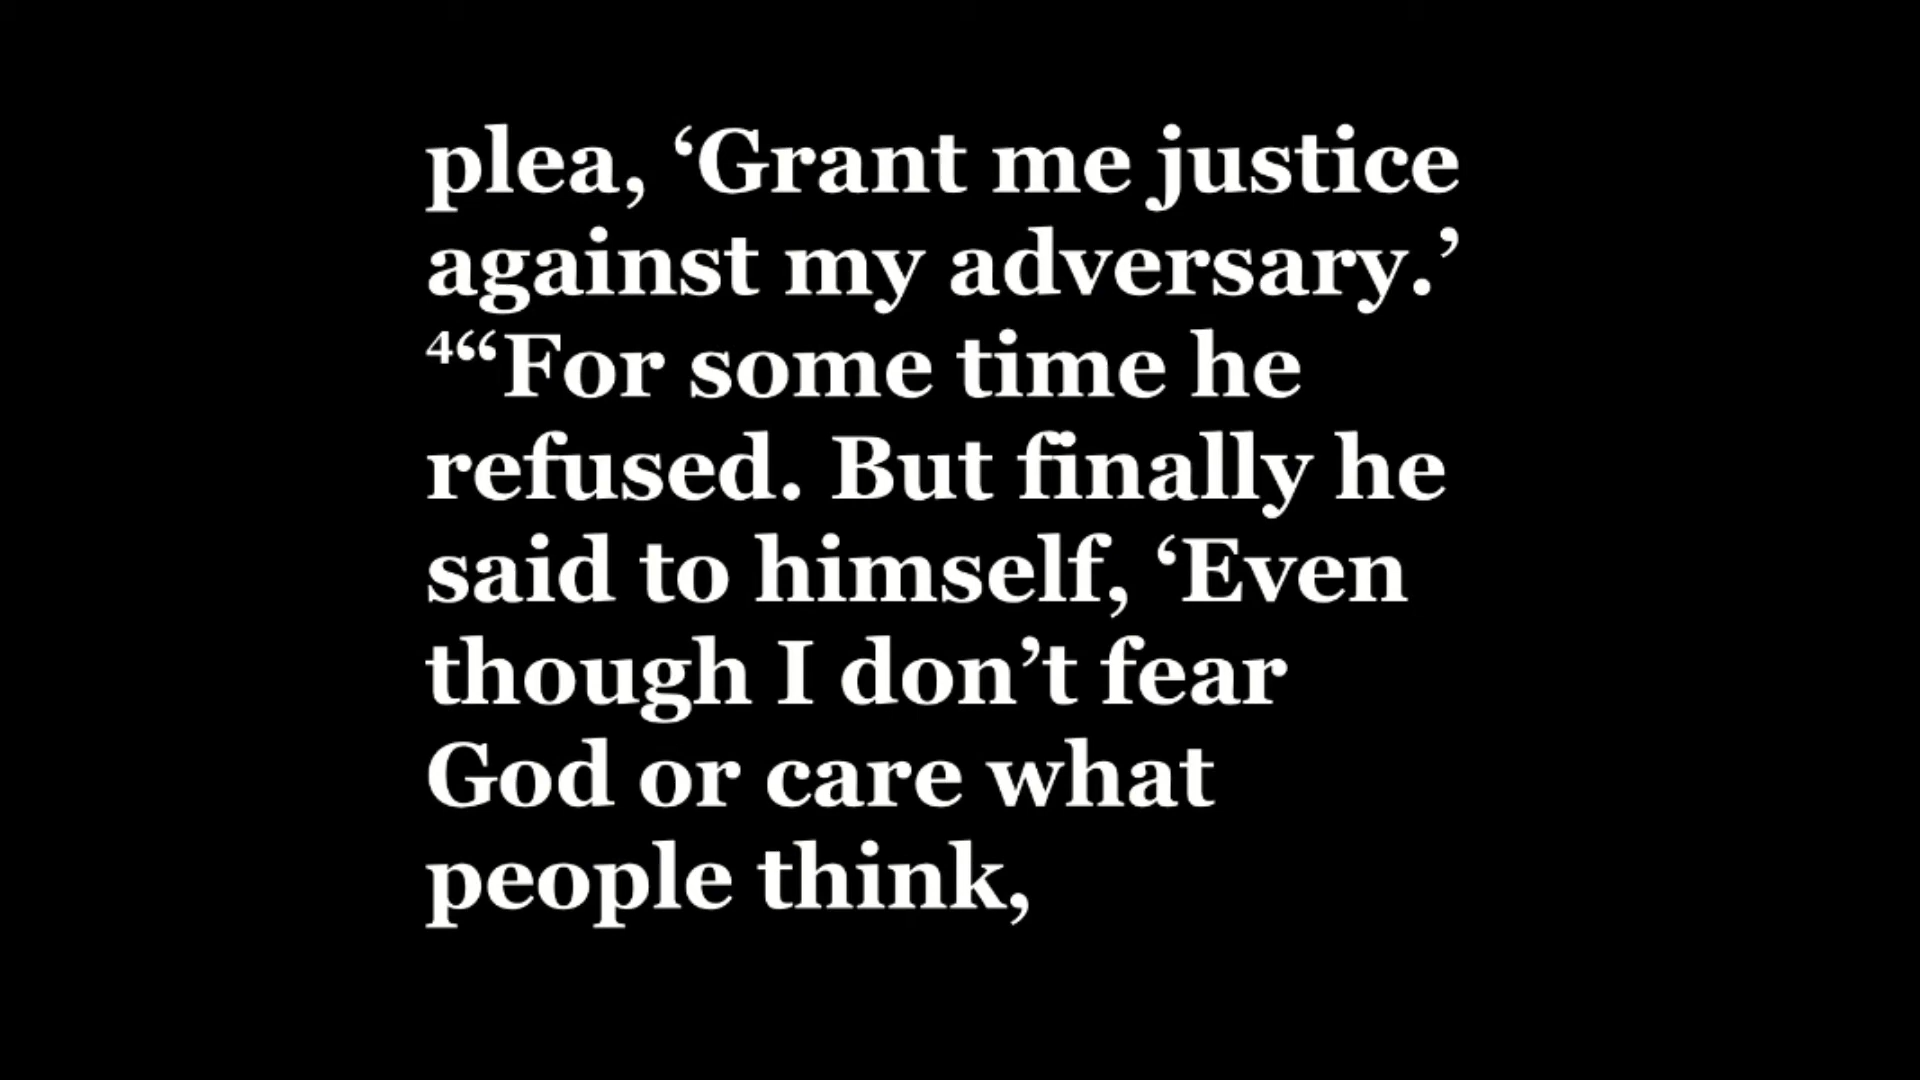 plea, ‘Grant me justice
against my adversary.’
⁴“For some time he
refused. But finally he
said to himself, ‘Even
though I don’t fear
God or care what
people think,